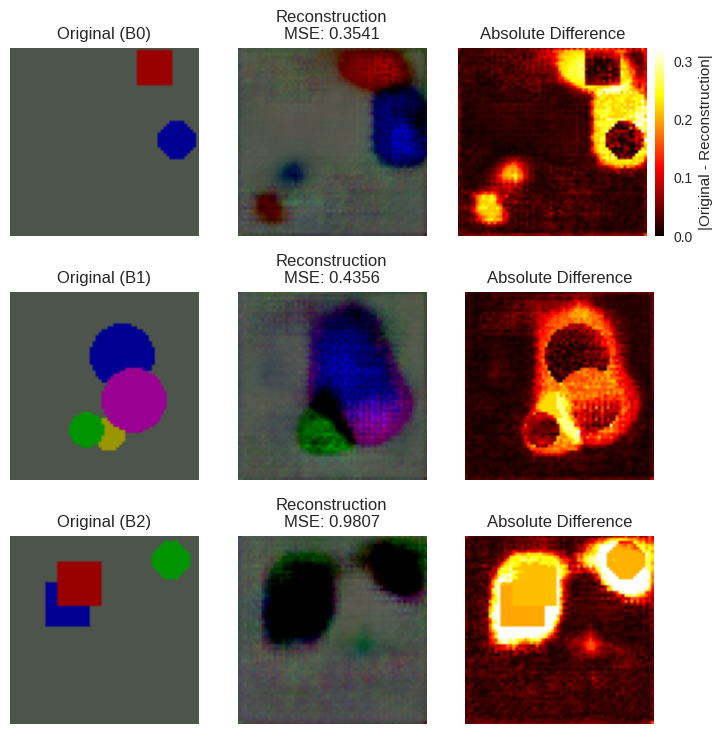 Original (B0)
Reconstruction
MSE: 0.3541
Absolute Difference
0.3
0.2
0.1
0.0
|Original - Reconstruction|
Original (B1)
Reconstruction
MSE: 0.4356
Absolute Difference
Original (B2)
Reconstruction
MSE: 0.9807
Absolute Difference